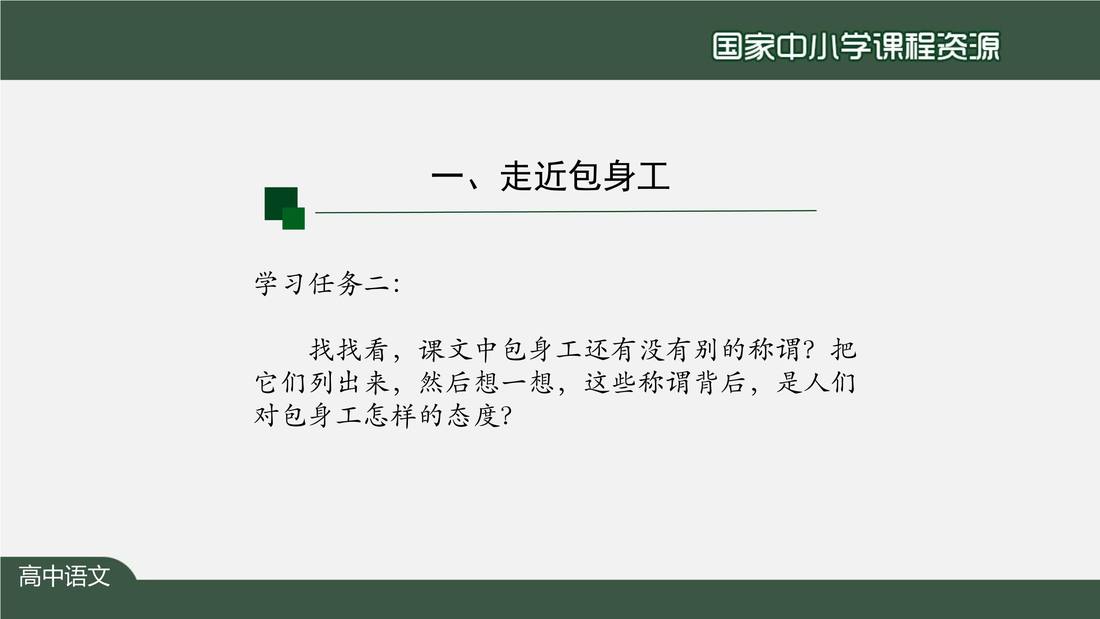 国家中小学课程资源
一、走近包身工
学习任务二：
找找看，课文中包身工还有没有别的称谓？把
它们列出来，然后想一想，这些称谓背后，是人们
对包身工怎样的态度？
高中语文